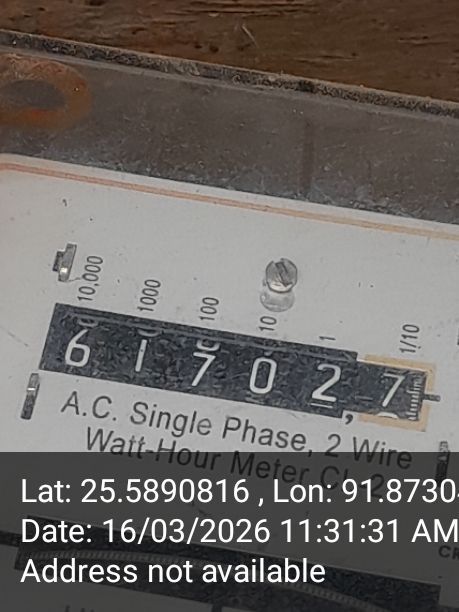 10,000 1000 100 10 1 1/10
6 1 7 0 2 , 7
A.C. Single Phase, 2 Wire
Watt-Hour Meter Cl. 2
Lat: 25.5890816 , Lon: 91.8730
Date: 16/03/2026 11:31:31 AM
Address not available